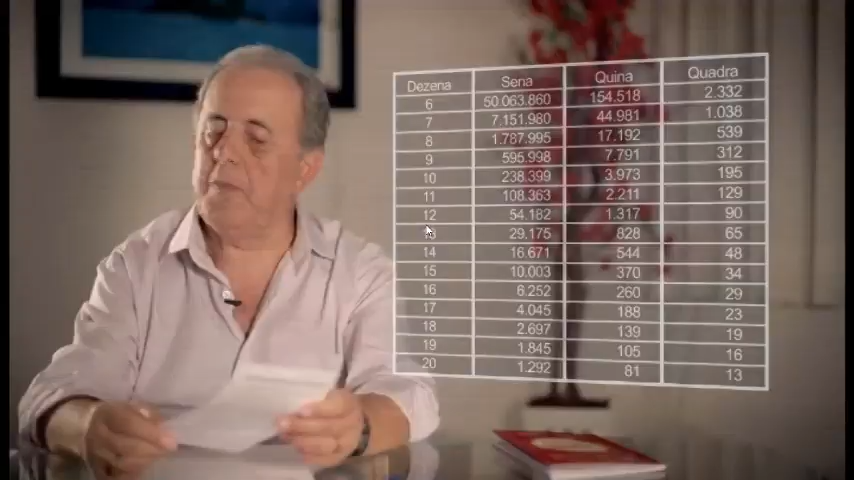 Dezena Sena Quina Quadra
6 50.063.860 154.518 2.332
7 7.151.980 44.981 1.038
8 1.787.995 17.192 539
9 595.998 7.791 312
10 238.399 3.973 195
11 108.363 2.211 129
12 54.182 1.317 90
29.175 828 65
14 16.671 544 48
15 10.003 370 34
16 6.252 260 29
17 4.045 188 23
18 2.697 139 19
19 1.845 105 16
20 1.292 81 13